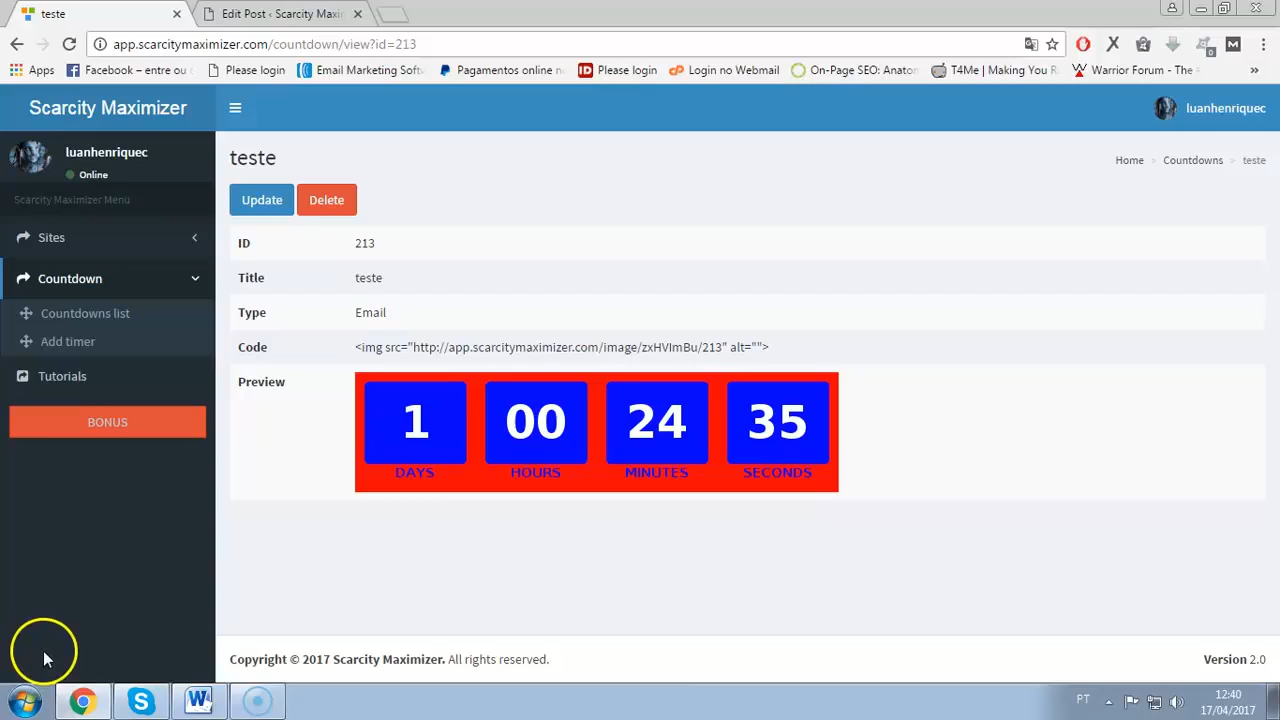 teste
Edit Post ‹ Scarcity Maxim
app.scarcitymaximizer.com/countdown/view?id=213
Apps
Facebook – entre ou
Please login
Email Marketing Soft
Pagamentos online n
Please login
Login no Webmail
On-Page SEO: Anatom
T4Me | Making You R
Warrior Forum - The
Scarcity Maximizer
luanhenriquec
luanhenriquec
Online
Scarcity Maximizer Menu
Sites
Countdown
Countdowns list
Add timer
Tutorials
BONUS
teste
Home > Countdowns > teste
Update Delete
ID 213
Title teste
Type Email
Code <img src="http://app.scarcitymaximizer.com/image/zxHVImBu/213" alt="">
Preview
1 00 24 35
DAYS HOURS MINUTES SECONDS
Copyright © 2017 Scarcity Maximizer. All rights reserved.
Version 2.0
PT
12:40
17/04/2017